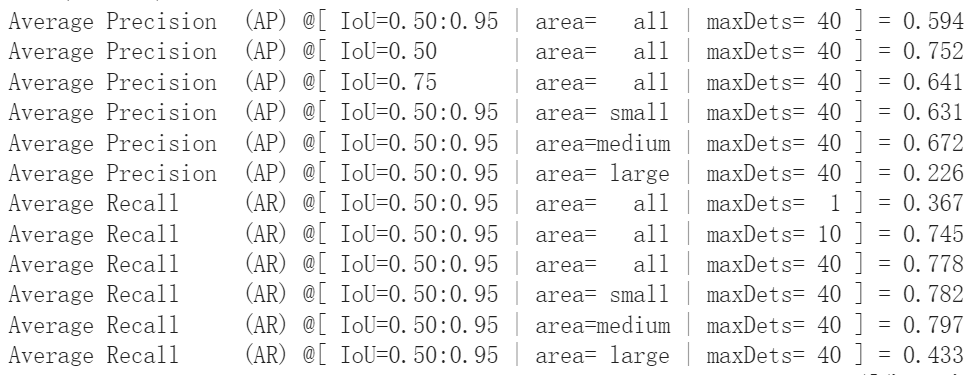 Average Precision  (AP) @[ IoU=0.50:0.95 | area=   all | maxDets= 40 ] = 0.594
Average Precision  (AP) @[ IoU=0.50      | area=   all | maxDets= 40 ] = 0.752
Average Precision  (AP) @[ IoU=0.75      | area=   all | maxDets= 40 ] = 0.641
Average Precision  (AP) @[ IoU=0.50:0.95 | area= small | maxDets= 40 ] = 0.631
Average Precision  (AP) @[ IoU=0.50:0.95 | area=medium | maxDets= 40 ] = 0.672
Average Precision  (AP) @[ IoU=0.50:0.95 | area= large | maxDets= 40 ] = 0.226
Average Recall     (AR) @[ IoU=0.50:0.95 | area=   all | maxDets=  1 ] = 0.367
Average Recall     (AR) @[ IoU=0.50:0.95 | area=   all | maxDets= 10 ] = 0.745
Average Recall     (AR) @[ IoU=0.50:0.95 | area=   all | maxDets= 40 ] = 0.778
Average Recall     (AR) @[ IoU=0.50:0.95 | area= small | maxDets= 40 ] = 0.782
Average Recall     (AR) @[ IoU=0.50:0.95 | area=medium | maxDets= 40 ] = 0.797
Average Recall     (AR) @[ IoU=0.50:0.95 | area= large | maxDets= 40 ] = 0.433